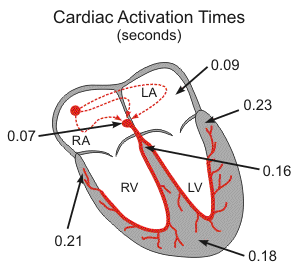 Cardiac Activation Times
(seconds)
LA
0.09
0.23
0.07
RA
0.16
RV
LV
0.21
0.18